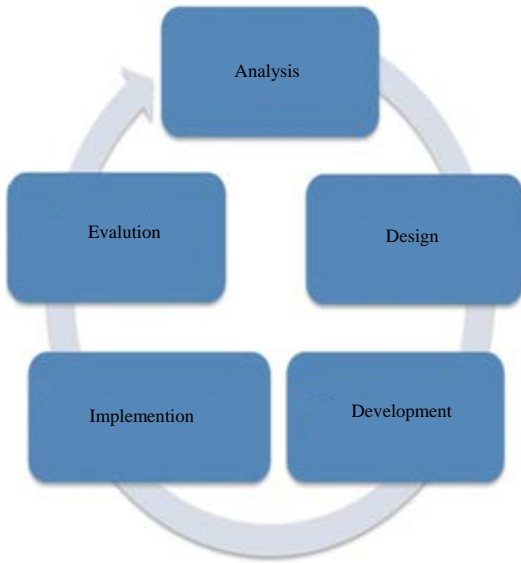 Analysis
Design
Development
Implemention
Evalution